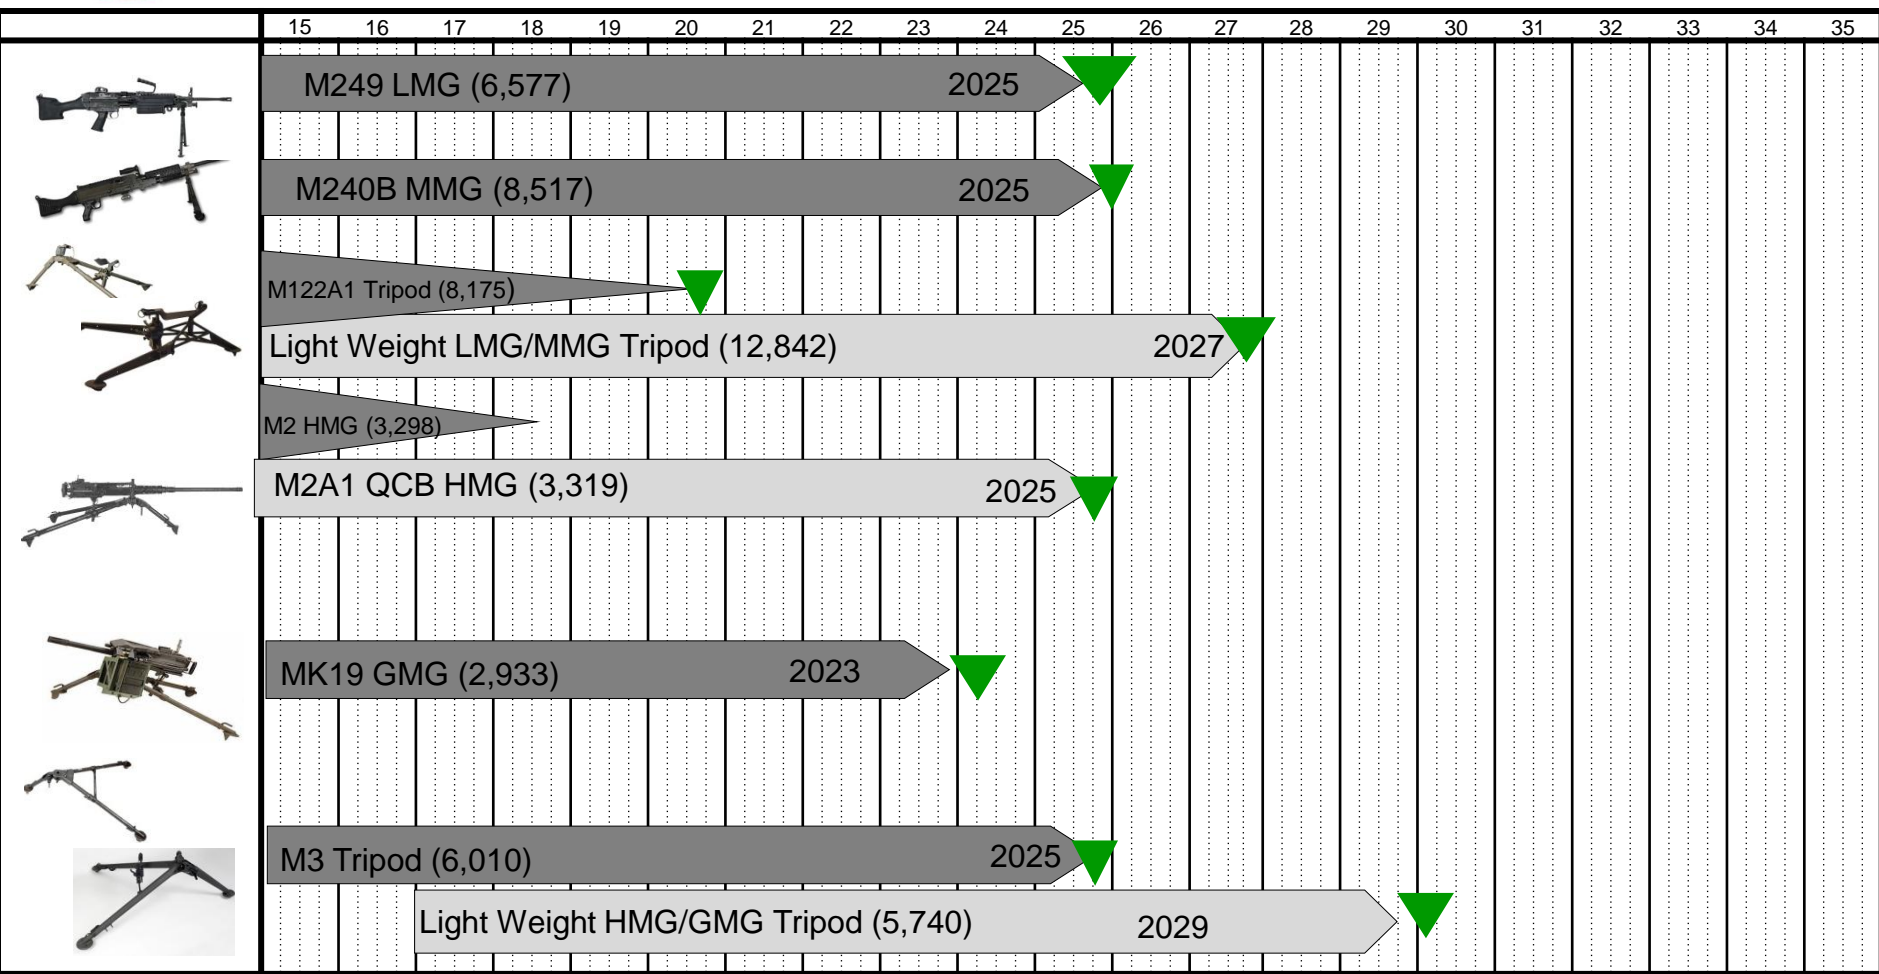 15 16 17 18 19 20 21 22 23 24 25 26 27 28 29 30 31 32 33 34 35
M249 LMG (6,577) 2025
M240B MMG (8,517) 2025
M122A1 Tripod (8,175)
Light Weight LMG/MMG Tripod (12,842) 2027
M2 HMG (3,298)
M2A1 QCB HMG (3,319) 2025
MK19 GMG (2,933) 2023
M3 Tripod (6,010) 2025
Light Weight HMG/GMG Tripod (5,740) 2029